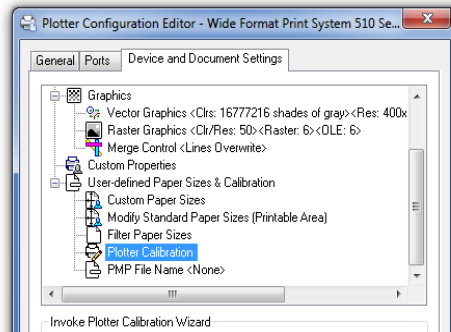 Plotter Configuration Editor - Wide Format Print System 510 Se...
General Ports Device and Document Settings
Graphics
Vector Graphics <Clrs: 16777216 shades of gray><Res: 400x
Raster Graphics <Clr/Res: 50><Raster: 6><OLE: 6>
Merge Control <Lines Overwrite>
Custom Properties
User-defined Paper Sizes & Calibration
Custom Paper Sizes
Modify Standard Paper Sizes (Printable Area)
Filter Paper Sizes
Plotter Calibration
PMP File Name <None>
Invoke Plotter Calibration Wizard